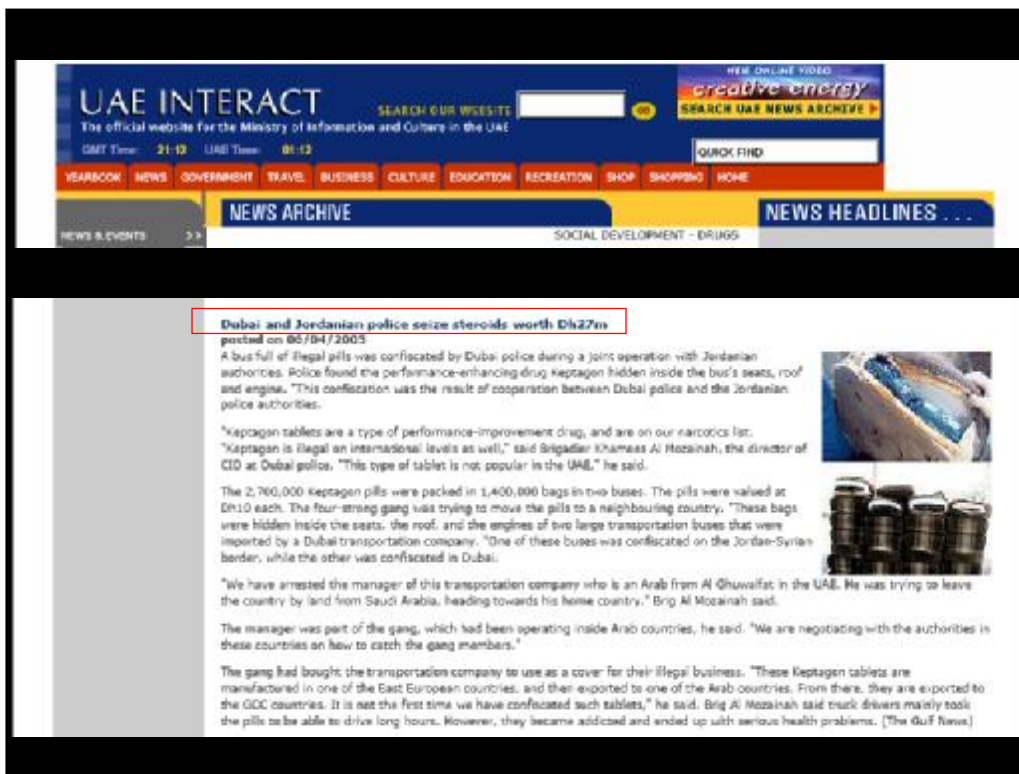 NEW ONLINE VIDEO
creative energy
UAE INTERACT
SEARCH OUR WEBSITE
GO
SEARCH UAE NEWS ARCHIVE
The official website for the Ministry of Information and Culture in the UAE
GMT Time: 21:12 UAE Time: 01:12
QUICK FIND
YEARBOOK NEWS GOVERNMENT TRAVEL BUSINESS CULTURE EDUCATION RECREATION SHOP SHOPPING HOME
NEWS ARCHIVE
NEWS HEADLINES ...
NEWS & EVENTS >>
SOCIAL DEVELOPMENT - DRUGS
Dubai and Jordanian police seize steroids worth Dh27m
posted on 06/04/2005
A bus full of illegal pills was confiscated by Dubai police during a joint operation with Jordanian
authorities. Police found the performance-enhancing drug Keptagon hidden inside the bus's seats, roof
and engine. "This confiscation was the result of cooperation between Dubai police and the Jordanian
police authorities.
"Keptagon tablets are a type of performance-improvement drug, and are on our narcotics list.
"Keptagon is illegal on international levels as well," said Brigadier Khamees Al Mozainah, the director of
CID at Dubai police. "This type of tablet is not popular in the UAE," he said.
The 2,700,000 Keptagon pills were packed in 1,400,000 bags in two buses. The pills were valued at
Dh10 each. The four-strong gang was trying to move the pills to a neighbouring country. "These bags
were hidden inside the seats, the roof, and the engines of two large transportation buses that were
imported by a Dubai transportation company. "One of these buses was confiscated on the Jordan-Syrian
border, while the other was confiscated in Dubai.
"We have arrested the manager of this transportation company who is an Arab from Al Ghuwaifat in the UAE. He was trying to leave
the country by land from Saudi Arabia, heading towards his home country." Brig Al Mozainah said.
The manager was part of the gang, which had been operating inside Arab countries, he said. "We are negotiating with the authorities in
these countries on how to catch the gang members."
The gang had bought the transportation company to use as a cover for their illegal business. "These Keptagon tablets are
manufactured in one of the East European countries, and then exported to one of the Arab countries. From there, they are exported to
the GCC countries. It is not the first time we have confiscated such tablets," he said. Brig Al Mozainah said truck drivers mainly took
the pills to be able to drive long hours. However, they became addicted and ended up with serious health problems. (The Gulf News)